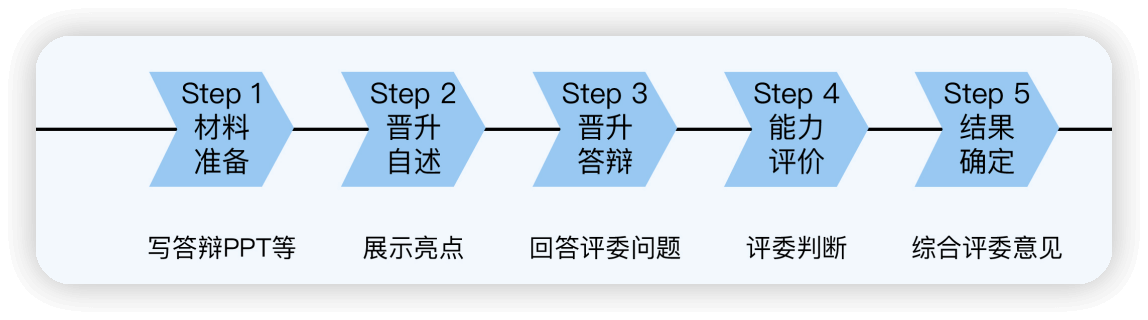 Step 1
材料
准备
Step 2
晋升
自述
Step 3
晋升
答辩
Step 4
能力
评价
Step 5
结果
确定
写答辩PPT等
展示亮点
回答评委问题
评委判断
综合评委意见